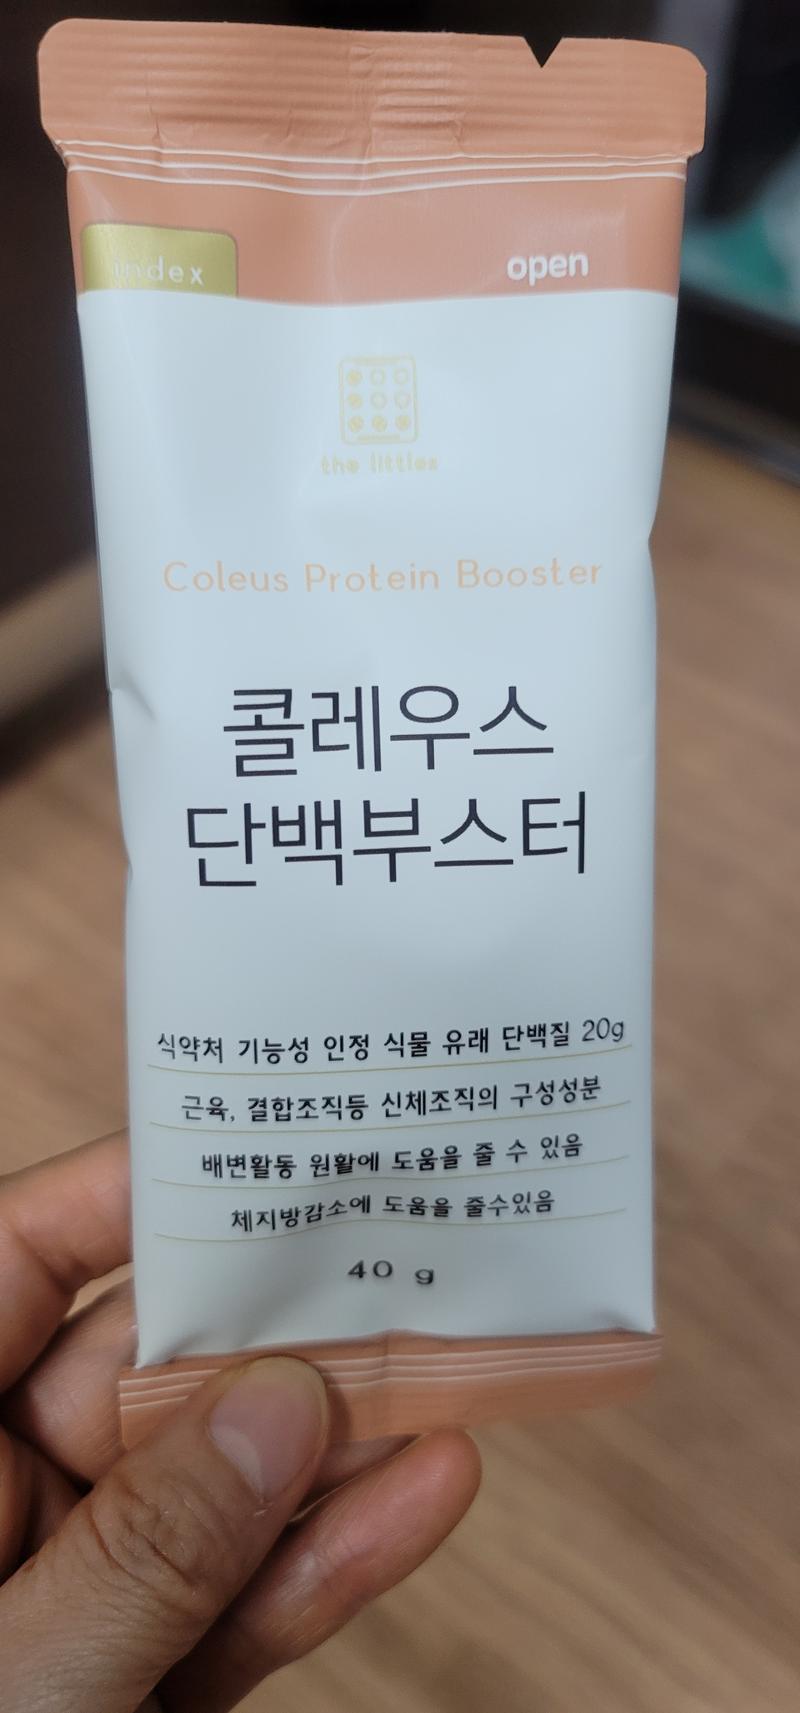 index
open
the littles
Coleus Protein Booster
콜레우스
단백부스터
식약처 기능성 인정 식물 유래 단백질 20g
근육, 결합조직등 신체조직의 구성성분
배변활동 원활에 도움을 줄 수 있음
체지방감소에 도움을 줄수있음
40 g